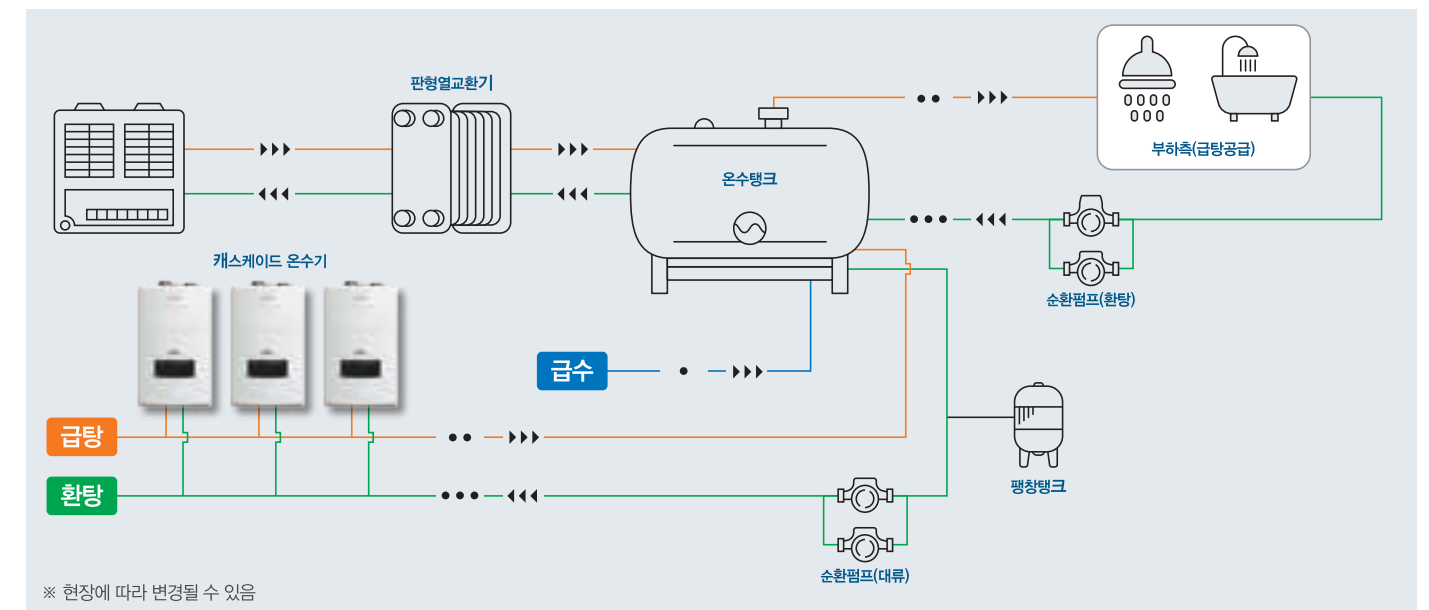 판형열교환기
부하측(급탕공급)
온수탱크
캐스케이드 온수기
순환펌프(환탕)
급수
급탕
환탕
팽창탱크
순환펌프(대류)
※ 현장에 따라 변경될 수 있음